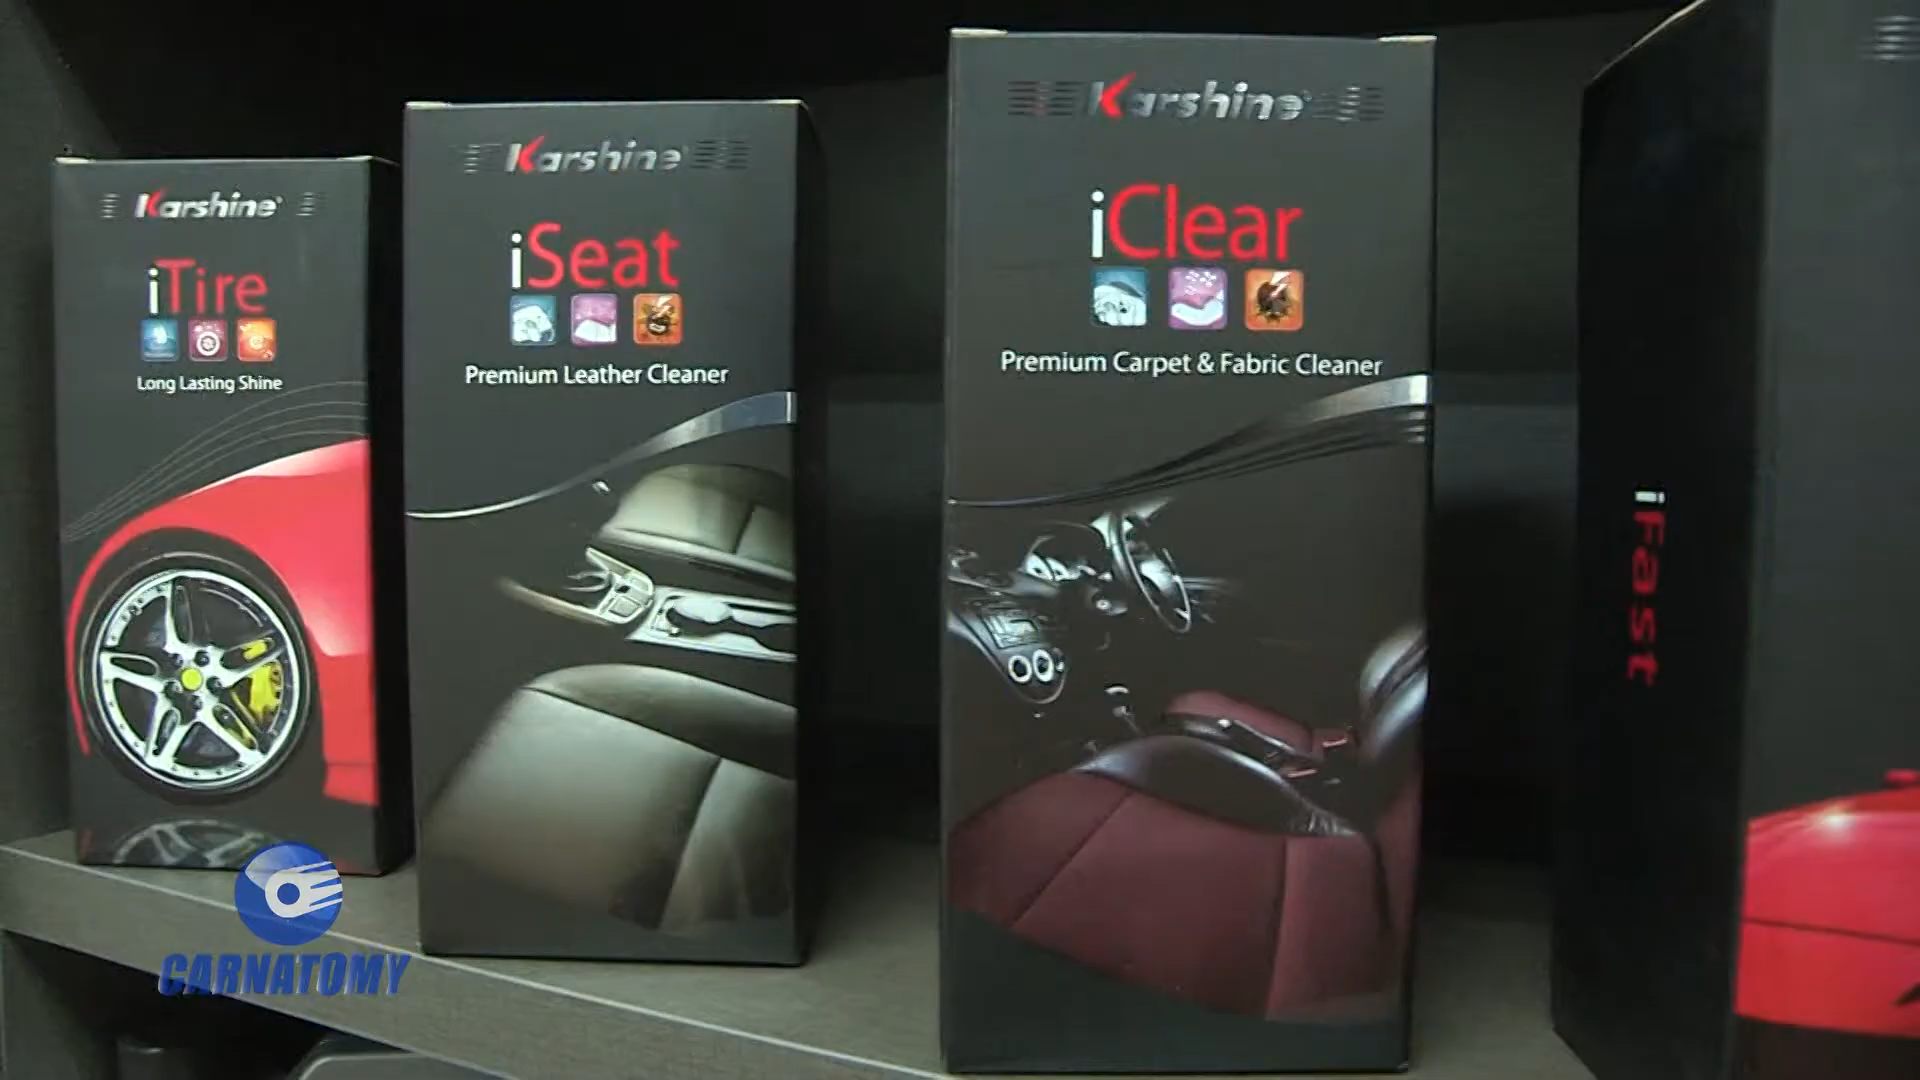 Karshine
iTire
Long Lasting Shine
Karshine
iSeat
Premium Leather Cleaner
Karshine
iClear
Premium Carpet & Fabric Cleaner
iFast
CARNATOMY